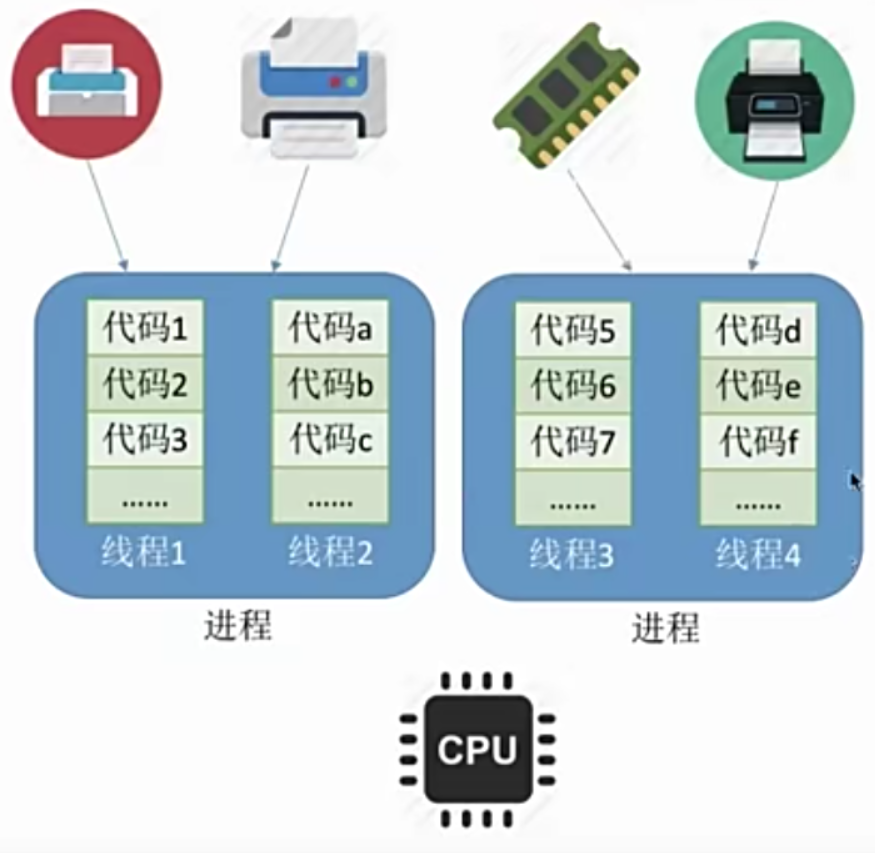 代码1
代码2
代码3
......
线程1
代码a
代码b
代码c
......
线程2
进程
代码5
代码6
代码7
......
线程3
代码d
代码e
代码f
......
线程4
进程
CPU